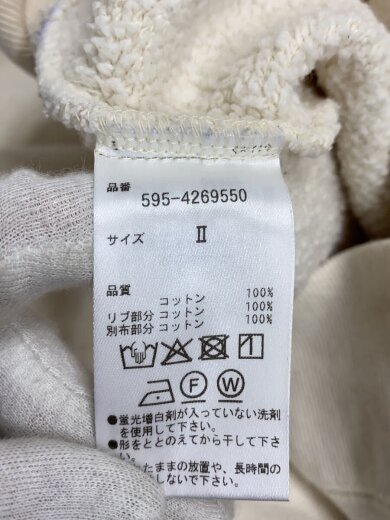 品番
595-4269550
サイズ Ⅱ
品質
コットン 100%
リブ部分 コットン 100%
別布部分 コットン 100%
F W
●蛍光増白剤が入っていない洗剤
を使用して下さい。
●形をととのえてから干して下さ
い。
たままの放置や、長時間の
しないで下さい。